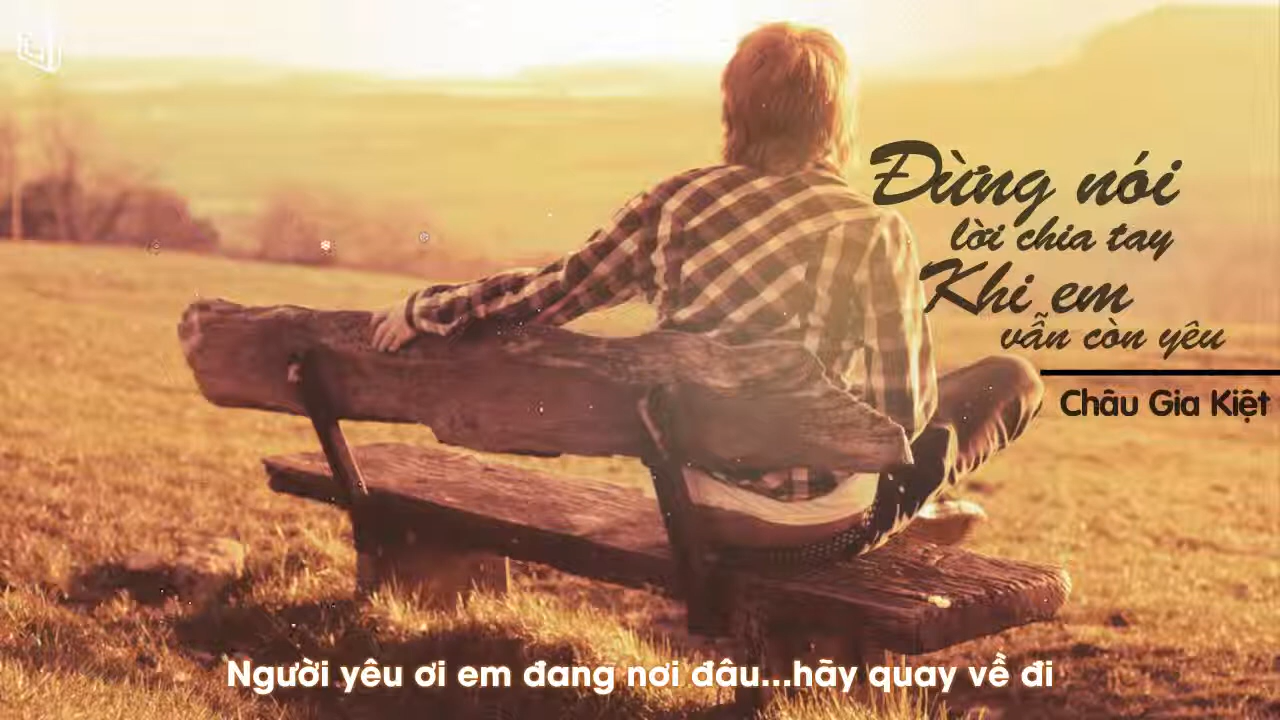 Đừng nói
lời chia tay
Khi em
vẫn còn yêu
Châu Gia Kiệt
Người yêu ơi em đang nơi đâu...hãy quay về đi